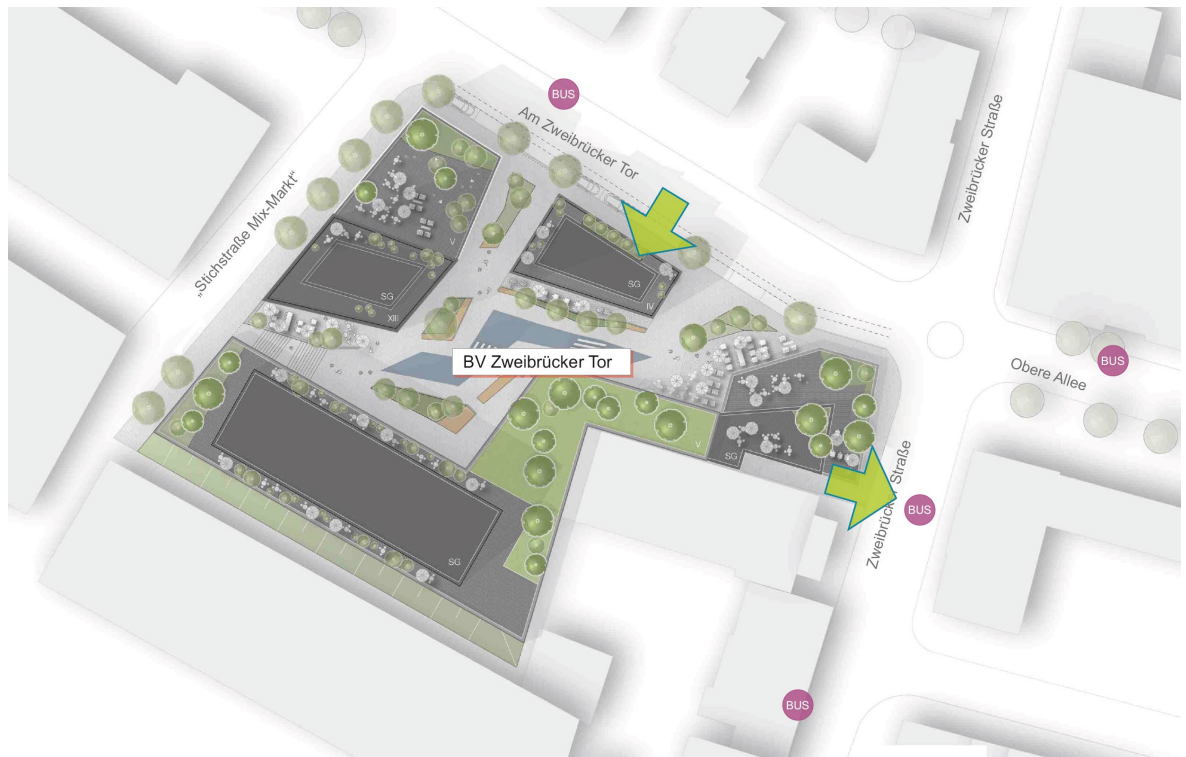 BUS
Am Zweibrücker Tor
Zweibrücker Straße
„Stichstraße Mix-Markt“
V
SG
XIII
SG
IV
BV Zweibrücker Tor
BUS
Obere Allee
V
SG
Zweibrücker Straße
BUS
SG
BUS